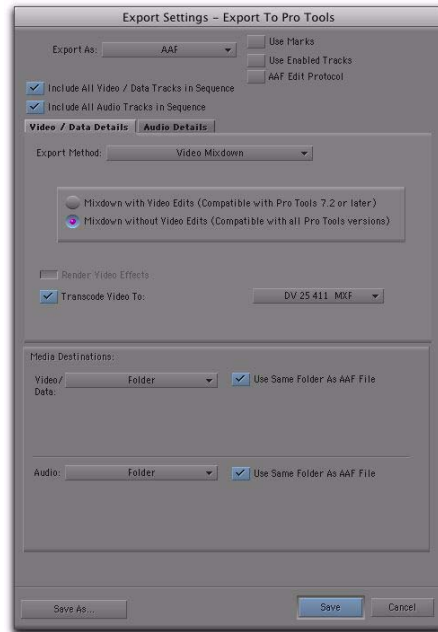 Export Settings - Export To Pro Tools
Export As: AAF
Use Marks
Use Enabled Tracks
AAF Edit Protocol
Include All Video / Data Tracks in Sequence
Include All Audio Tracks in Sequence
Video / Data Details Audio Details
Export Method: Video Mixdown
Mixdown with Video Edits (Compatible with Pro Tools 7.2 or later)
Mixdown without Video Edits (Compatible with all Pro Tools versions)
Render Video Effects
Transcode Video To: DV 25 411 MXF
Media Destinations:
Video/ Folder Use Same Folder As AAF File
Data:
Audio: Folder Use Same Folder As AAF File
Save As... Save Cancel